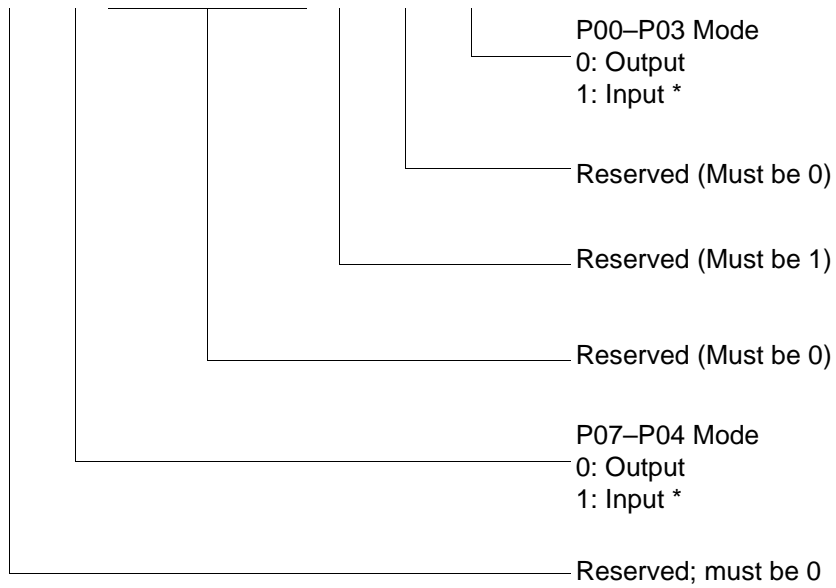 P00–P03 Mode
0: Output
1: Input *
Reserved (Must be 0)
Reserved (Must be 1)
Reserved (Must be 0)
P07–P04 Mode
0: Output
1: Input *
Reserved; must be 0